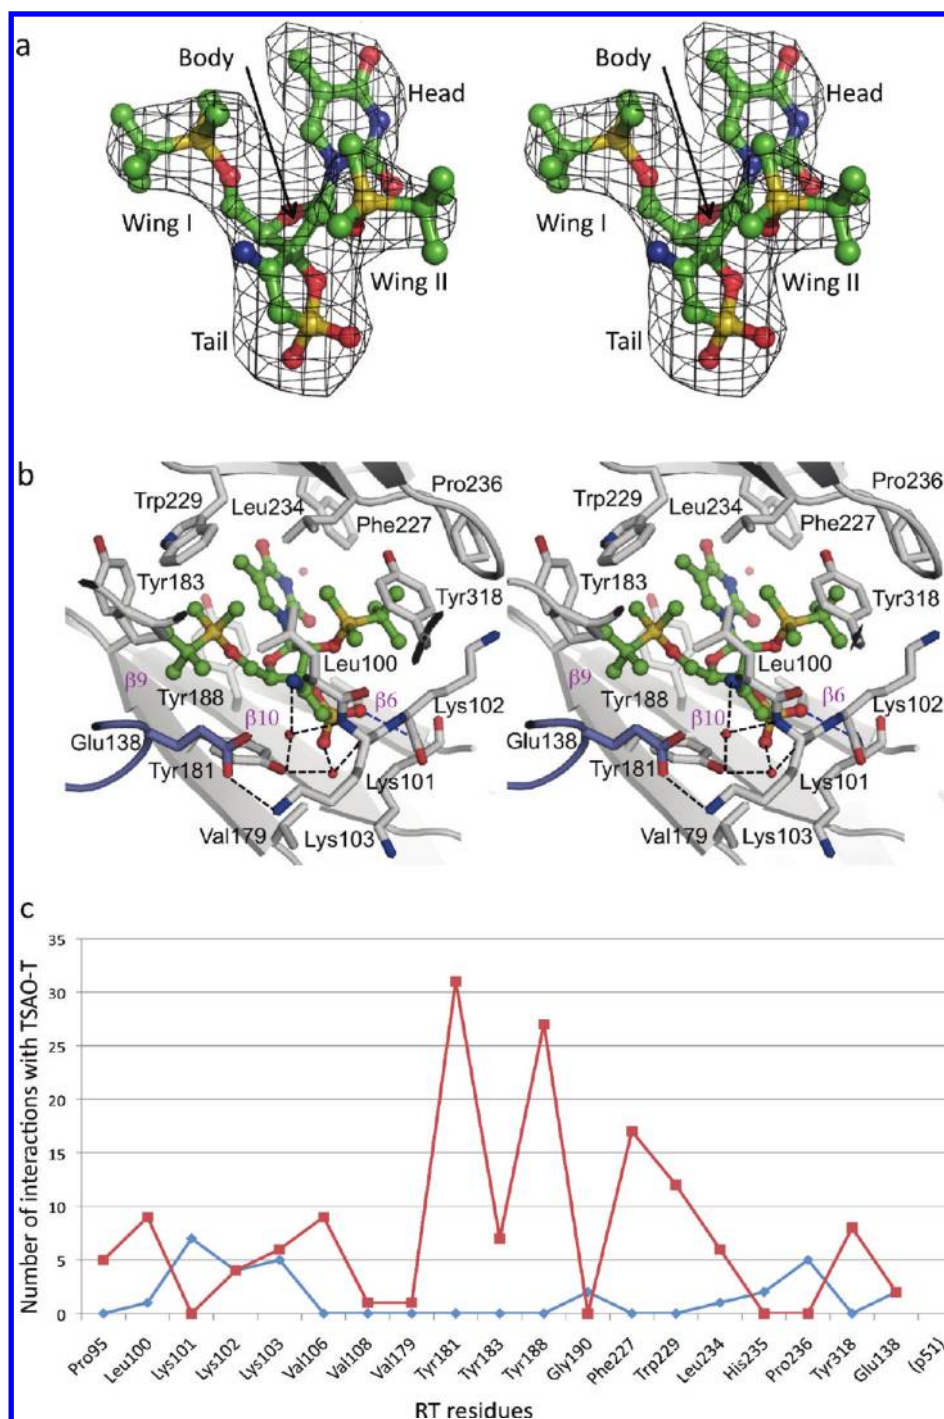 a
Body
Head
Wing I
Wing II
Tail
Body
Head
Wing I
Wing II
Tail
b
Trp229
Leu234
Pro236
Phe227
Tyr183
Tyr318
Leu100
β9
Tyr188
β10
β6
Lys102
Glu138
Tyr181
Lys101
Val179
Lys103
Trp229
Leu234
Pro236
Phe227
Tyr183
Tyr318
Leu100
β9
Tyr188
β10
β6
Lys102
Glu138
Tyr181
Lys101
Val179
Lys103
c
Number of interactions with TSAO-T
35
30
25
20
15
10
5
0
Pro95
Leu100
Lys101
Lys102
Lys103
Val106
Val108
Val179
Tyr181
Tyr183
Tyr188
Gly190
Phe227
Trp229
Leu234
His235
Pro236
Tyr318
Glu138
(p51)
RT residues